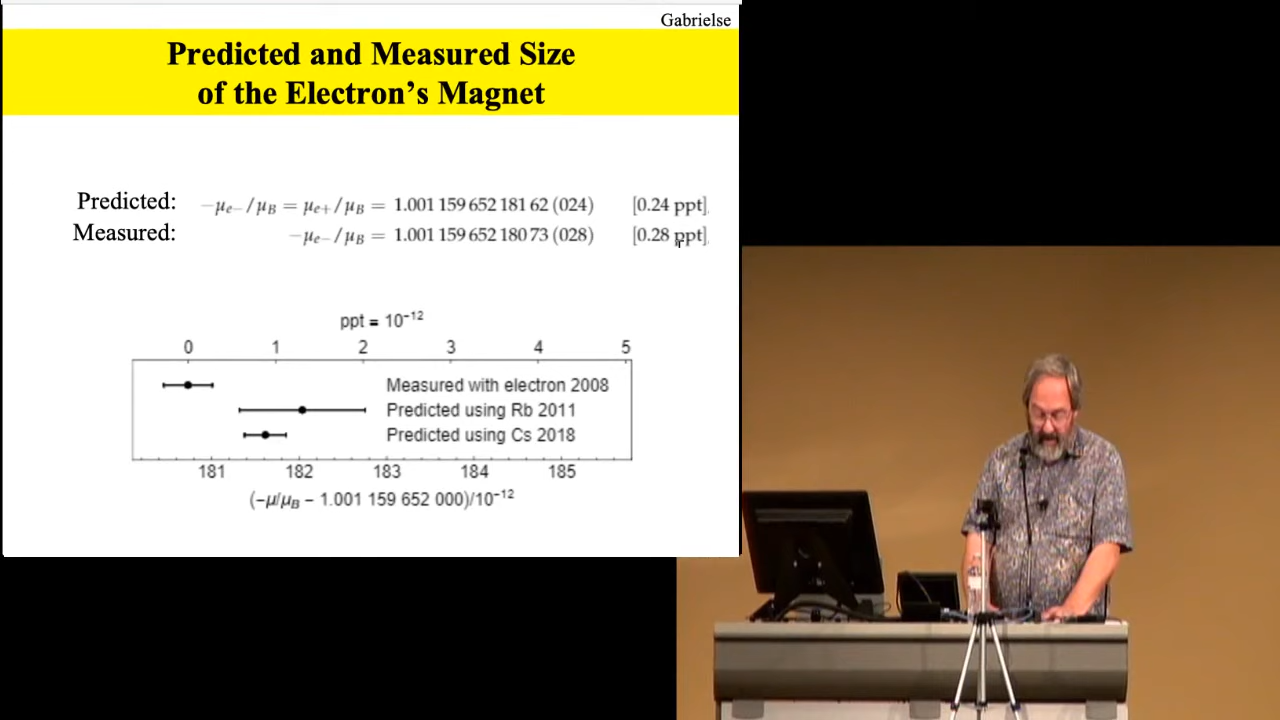 Gabrielse
Predicted and Measured Size
of the Electron's Magnet
Predicted: −μe− / μB = μe+ / μB = 1.001 159 652 181 62 (024) [0.24 ppt]
Measured: −μe− / μB = 1.001 159 652 180 73 (028) [0.28 ppt]
ppt = 10⁻¹²
0 1 2 3 4 5
Measured with electron 2008
Predicted using Rb 2011
Predicted using Cs 2018
181 182 183 184 185
(−μ/μB − 1.001 159 652 000)/10⁻¹²